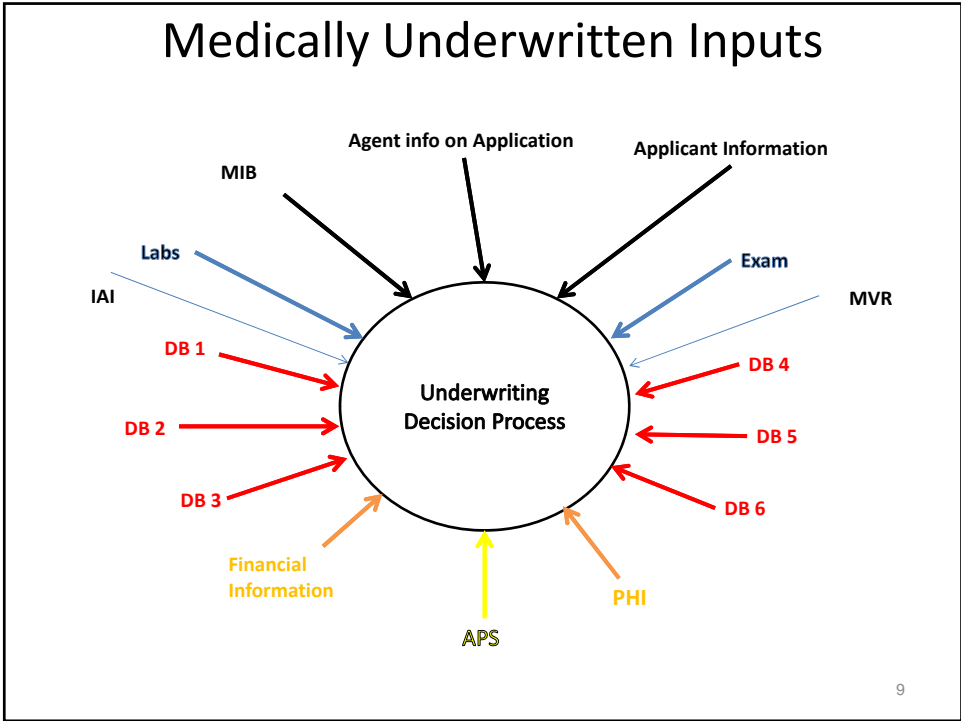 Medically Underwritten Inputs
Agent info on Application
Applicant Information
MIB
Labs
Exam
IAI
MVR
DB 1
DB 4
Underwriting
Decision Process
DB 2
DB 5
DB 3
DB 6
Financial
Information
PHI
APS
9